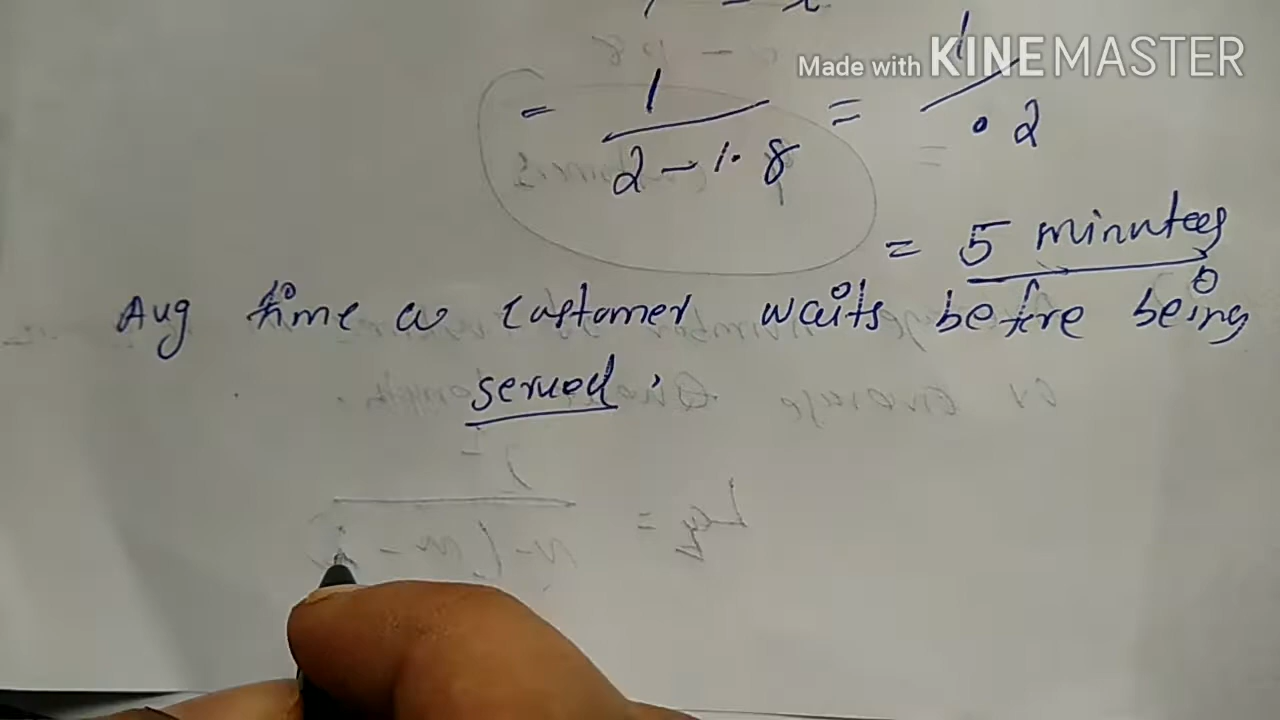 Made with KINEMASTER
= 1/(2 - 1.8) = 1/.2
= 5 minutes
Avg time a customer waits before being
served.